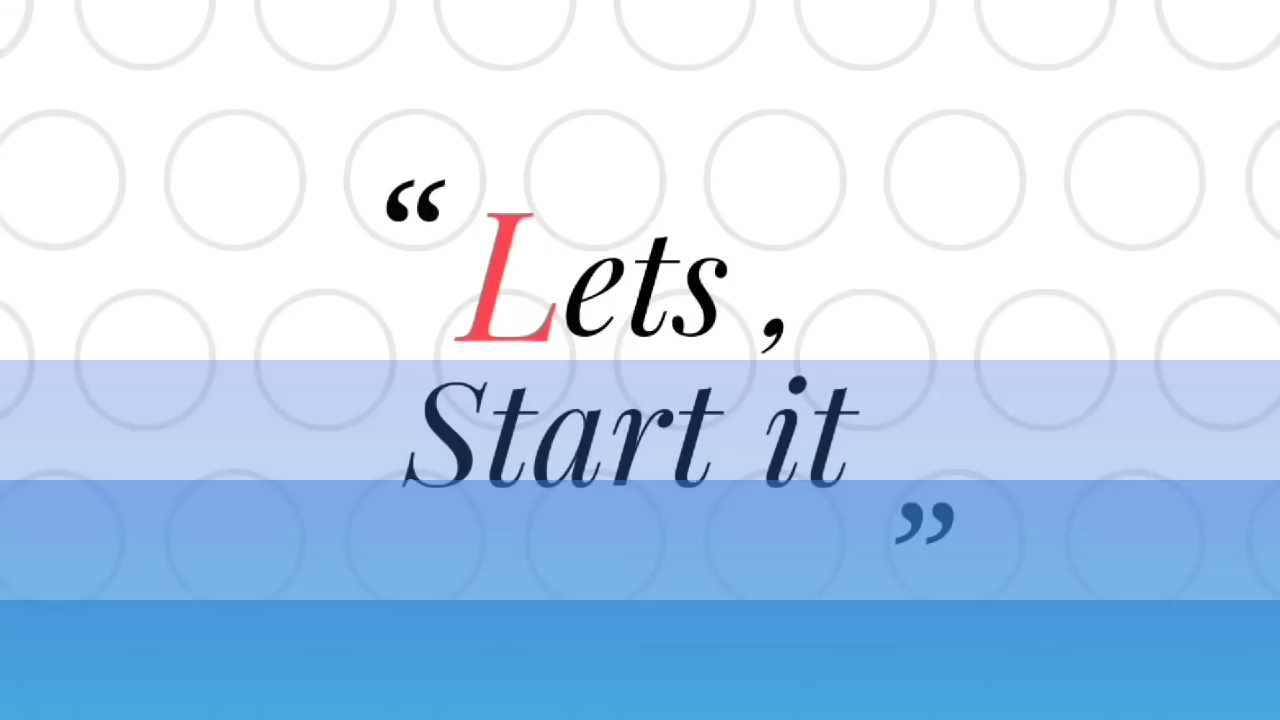 “ Lets ,
Start it ”